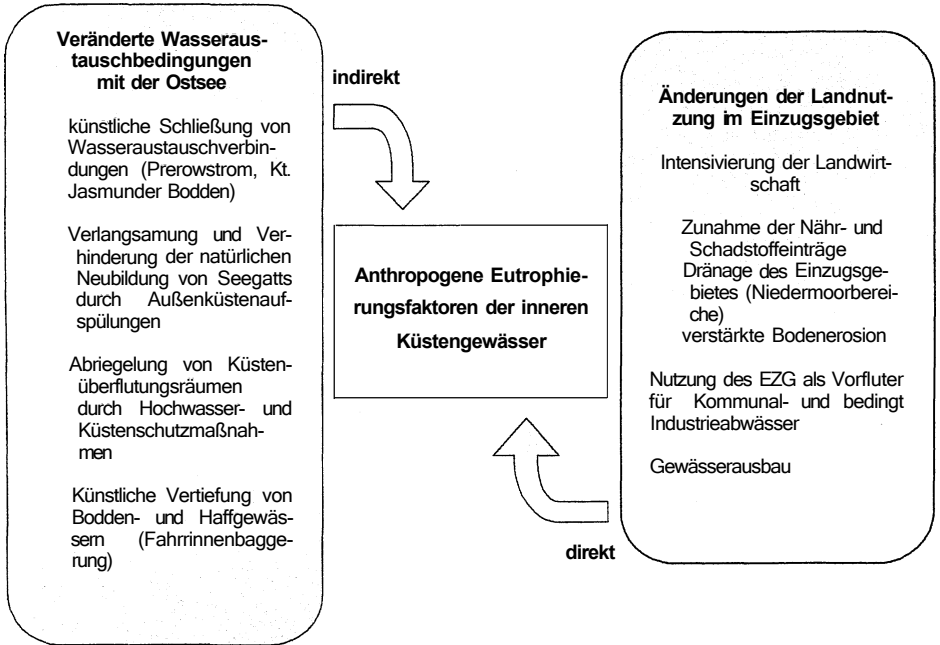 Veränderte Wasseraus-
tauschbedingungen
mit der Ostsee
künstliche Schließung von
Wasseraustauschverbin-
dungen (Prerowstrom, Kt.
Jasmunder Bodden)
Verlangsamung und Ver-
hinderung der natürlichen
Neubildung von Seegatts
durch Außenküstenauf-
spülungen
Abriegelung von Küsten-
überflutungsräumen
durch Hochwasser- und
Küstenschutzmaßnah-
men
Künstliche Vertiefung von
Bodden- und Haffgewäs-
sern (Fahrrinnenbagge-
rung)
indirekt
Anthropogene Eutrophie-
rungsfaktoren der inneren
Küstengewässer
direkt
Änderungen der Landnut-
zung im Einzugsgebiet
Intensivierung der Landwirt-
schaft
Zunahme der Nähr- und
Schadstoffeinträge
Dränage des Einzugsge-
bietes (Niedermoorberei-
che)
verstärkte Bodenerosion
Nutzung des EZG als Vorfluter
für Kommunal- und bedingt
Industrieabwässer
Gewässerausbau